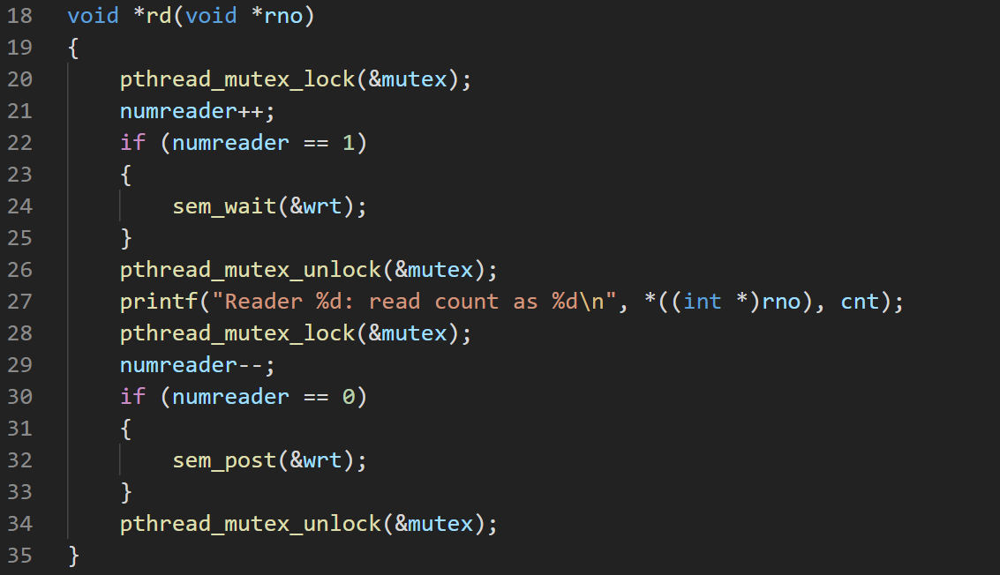 18 void *rd(void *rno)
19 {
20     pthread_mutex_lock(&mutex);
21     numreader++;
22     if (numreader == 1)
23     {
24         sem_wait(&wrt);
25     }
26     pthread_mutex_unlock(&mutex);
27     printf("Reader %d: read count as %d\n", *((int *)rno), cnt);
28     pthread_mutex_lock(&mutex);
29     numreader--;
30     if (numreader == 0)
31     {
32         sem_post(&wrt);
33     }
34     pthread_mutex_unlock(&mutex);
35 }